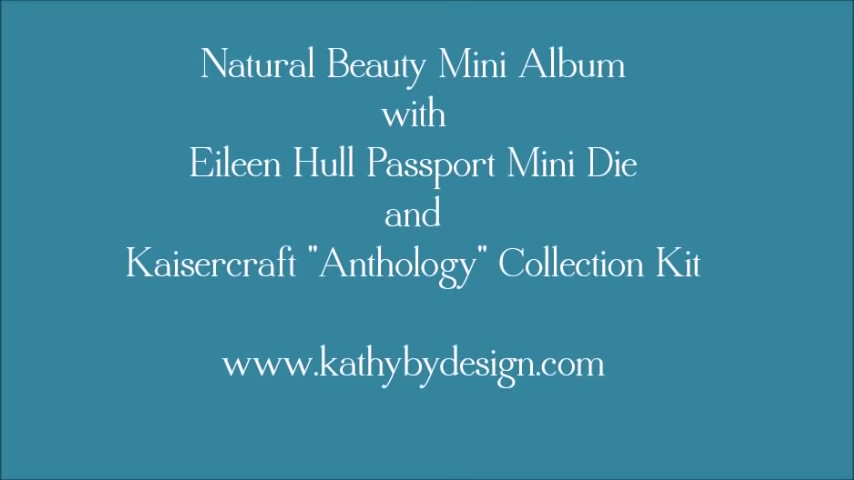 Natural Beauty Mini Album
with
Eileen Hull Passport Mini Die
and
Kaisercraft "Anthology" Collection Kit
www.kathybydesign.com